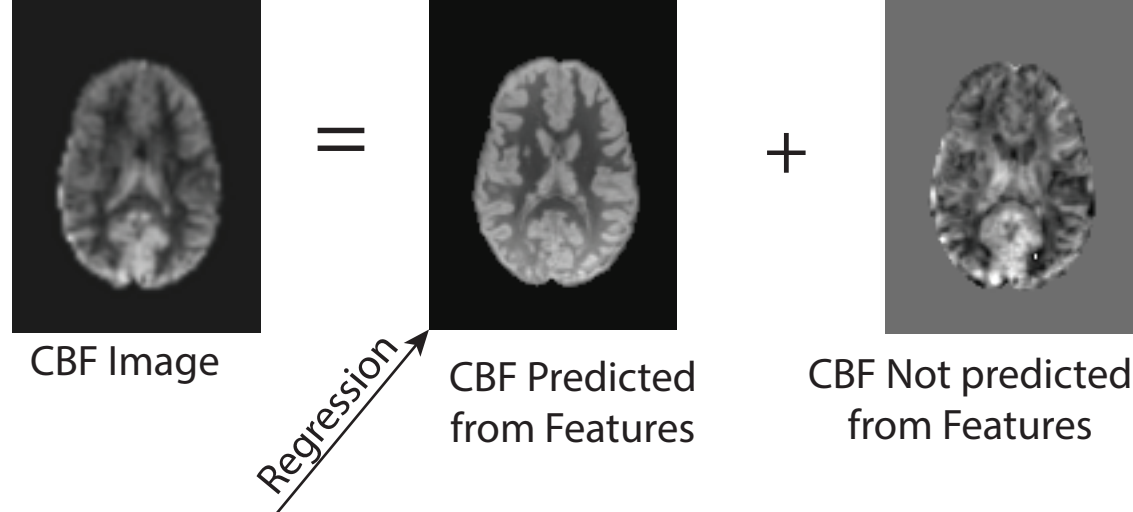 =
+
CBF Image
Regression
CBF Predicted
from Features
CBF Not predicted
from Features